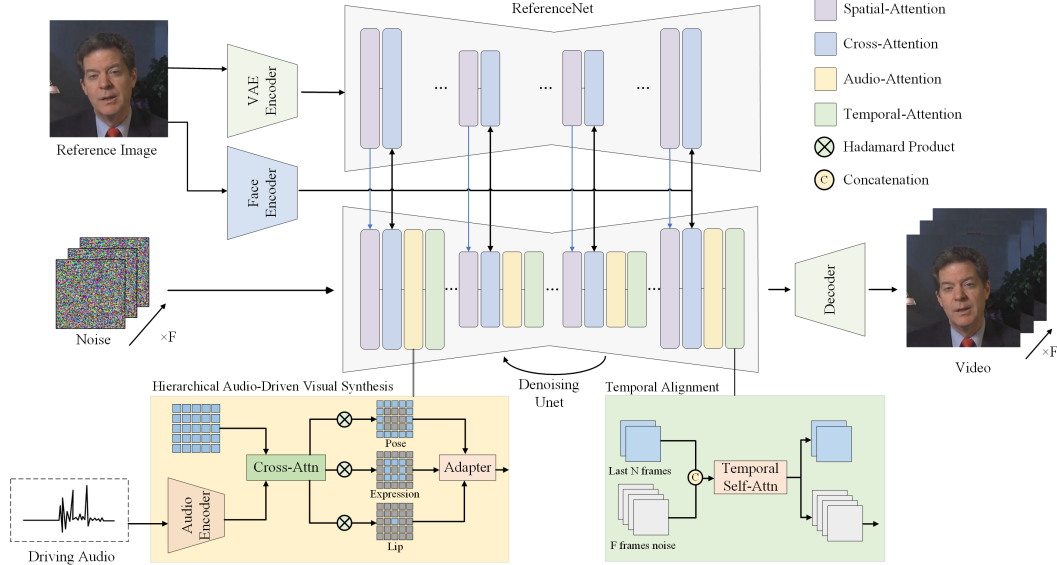 ReferenceNet
Spatial-Attention
Cross-Attention
Audio-Attention
Temporal-Attention
Hadamard Product
C
Concatenation
VAE
Encoder
Reference Image
Face
Encoder
Noise
×F
Decoder
Video
×F
Denoising
Unet
Hierarchical Audio-Driven Visual Synthesis
Cross-Attn
Pose
Expression
Lip
Adapter
Audio
Encoder
Driving Audio
Temporal Alignment
Last N frames
C
Temporal
Self-Attn
F frames noise
...
...
...
...
...
...
...